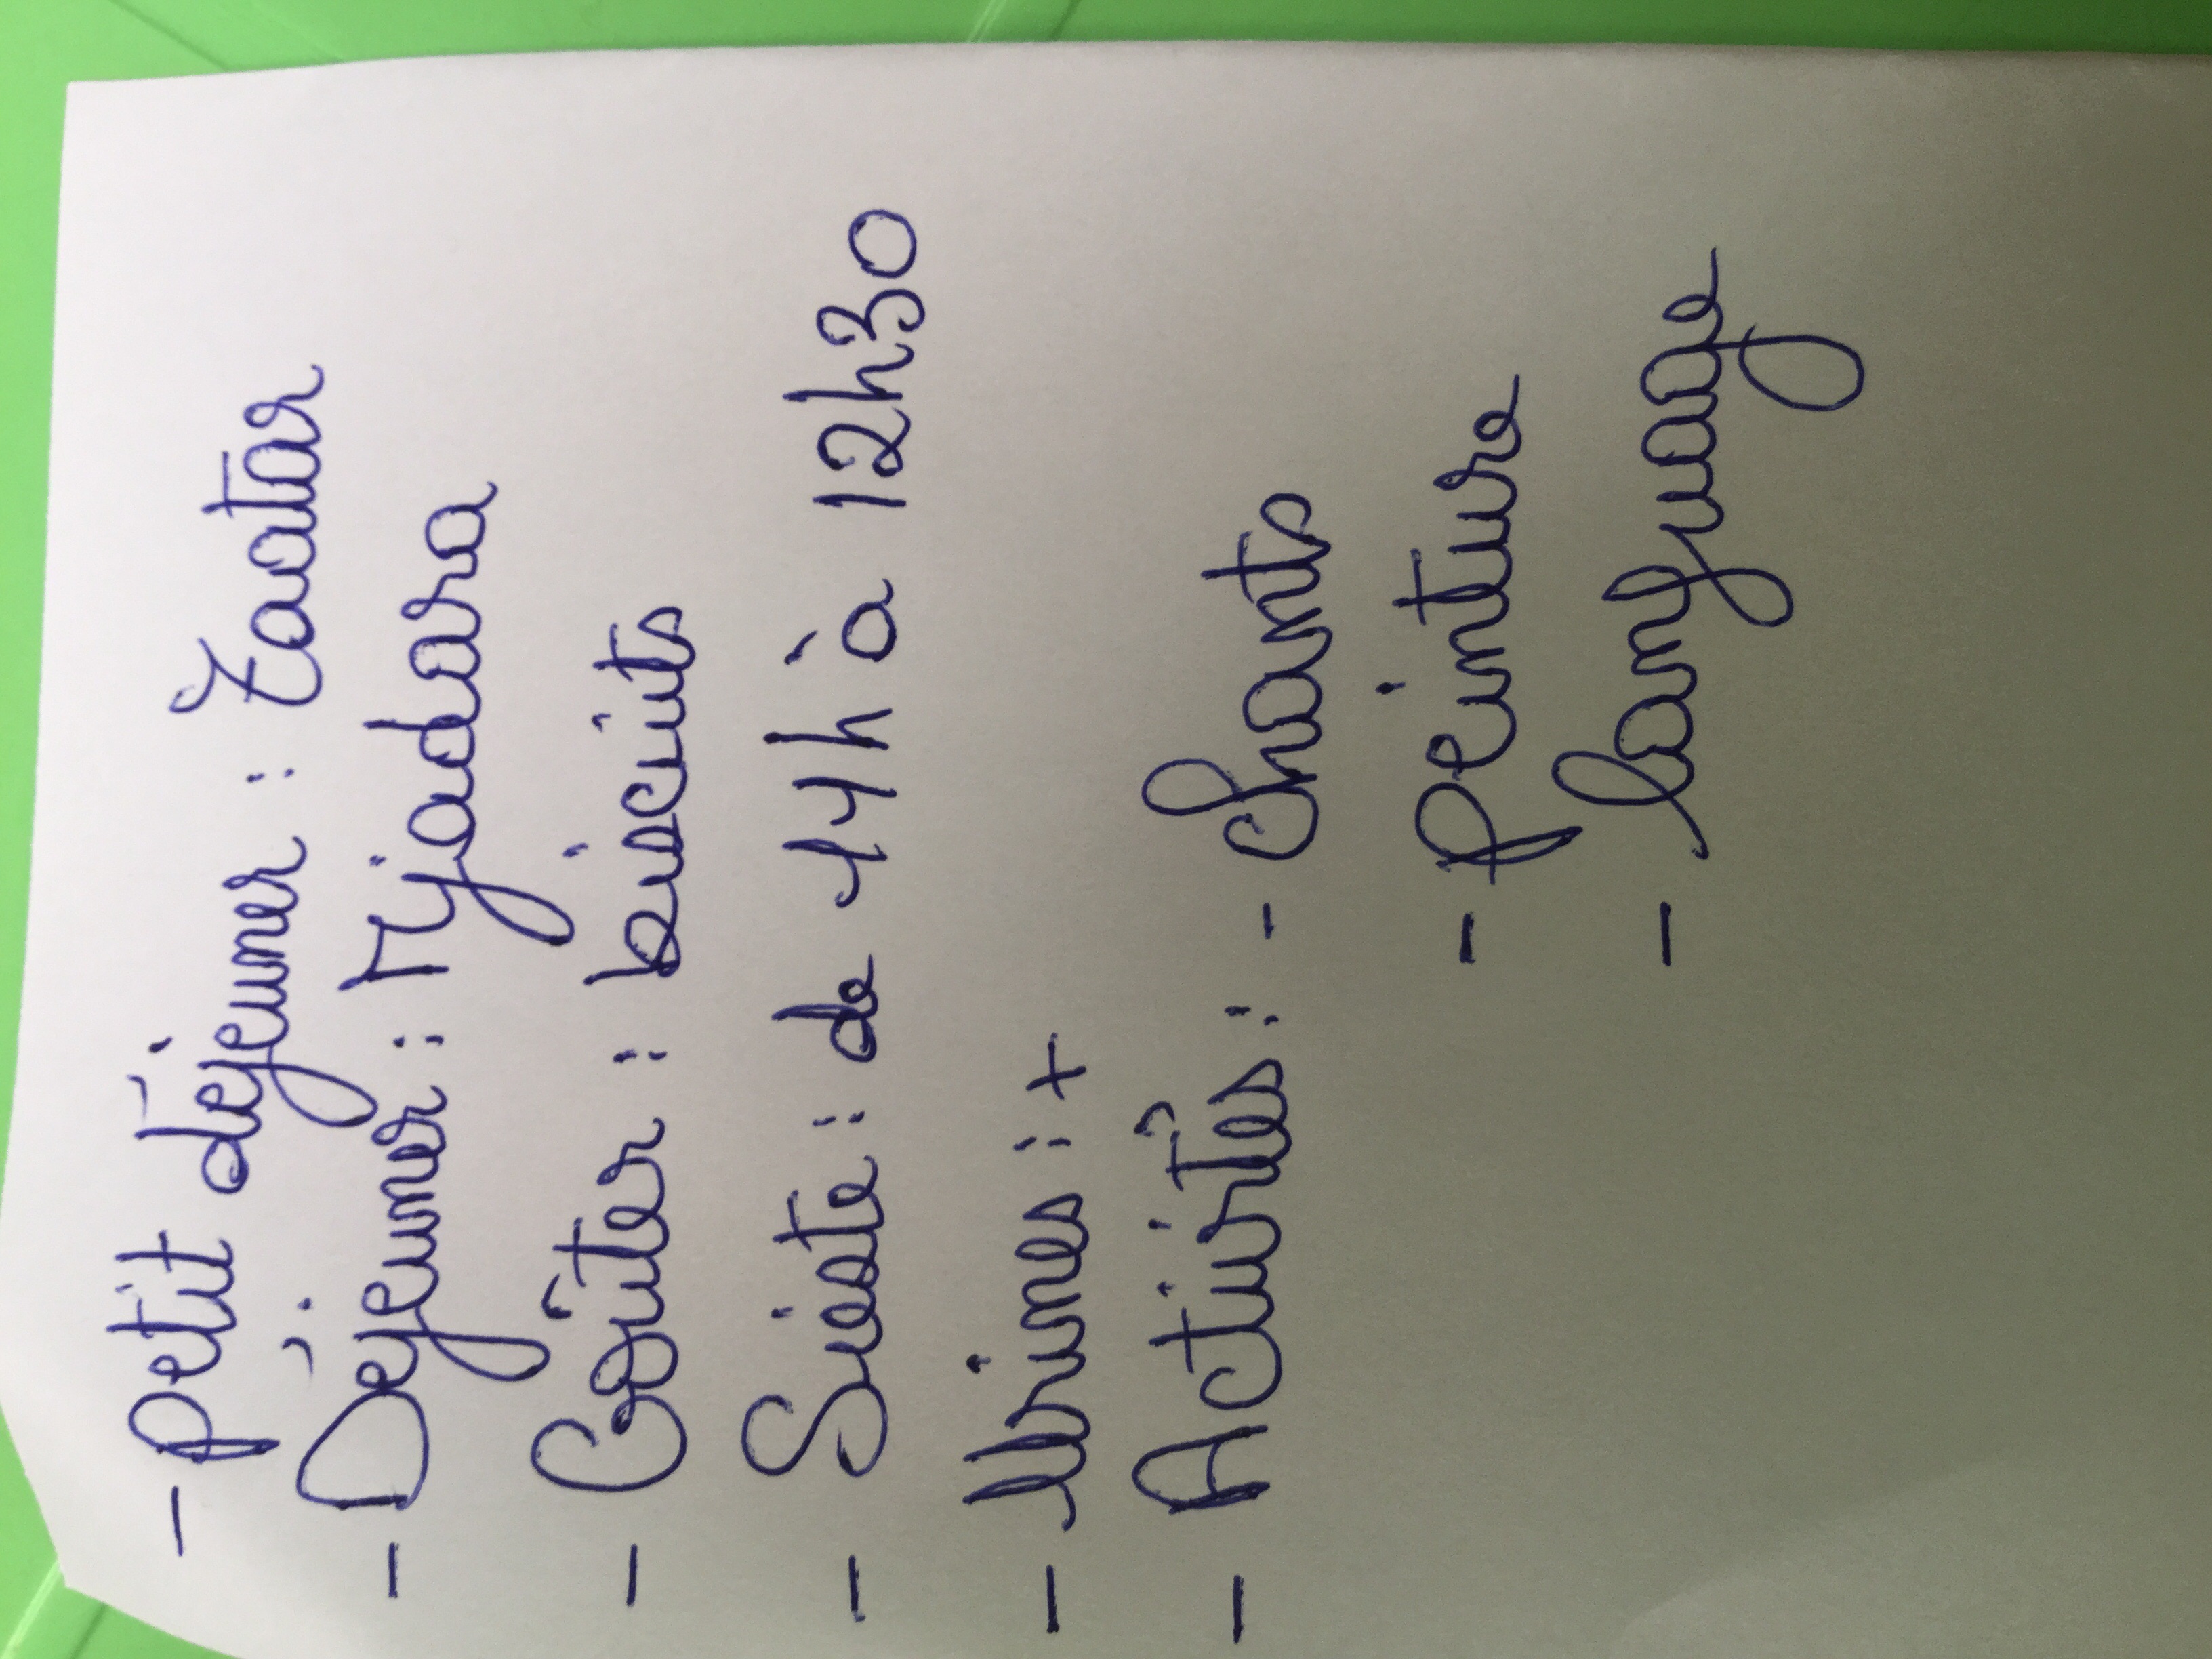 - petit déjeuner : Zaatar
- Déjeuner : Mjadara
- Goûter : biscuits
- Sieste : de 11h à 12h30
- Urines : +
- Activités : - chants
- peinture
- language